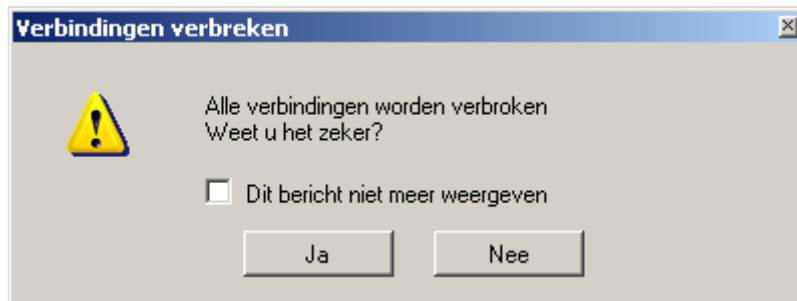 Verbindingen verbreken
Alle verbindingen worden verbroken
Weet u het zeker?
Dit bericht niet meer weergeven
Ja Nee